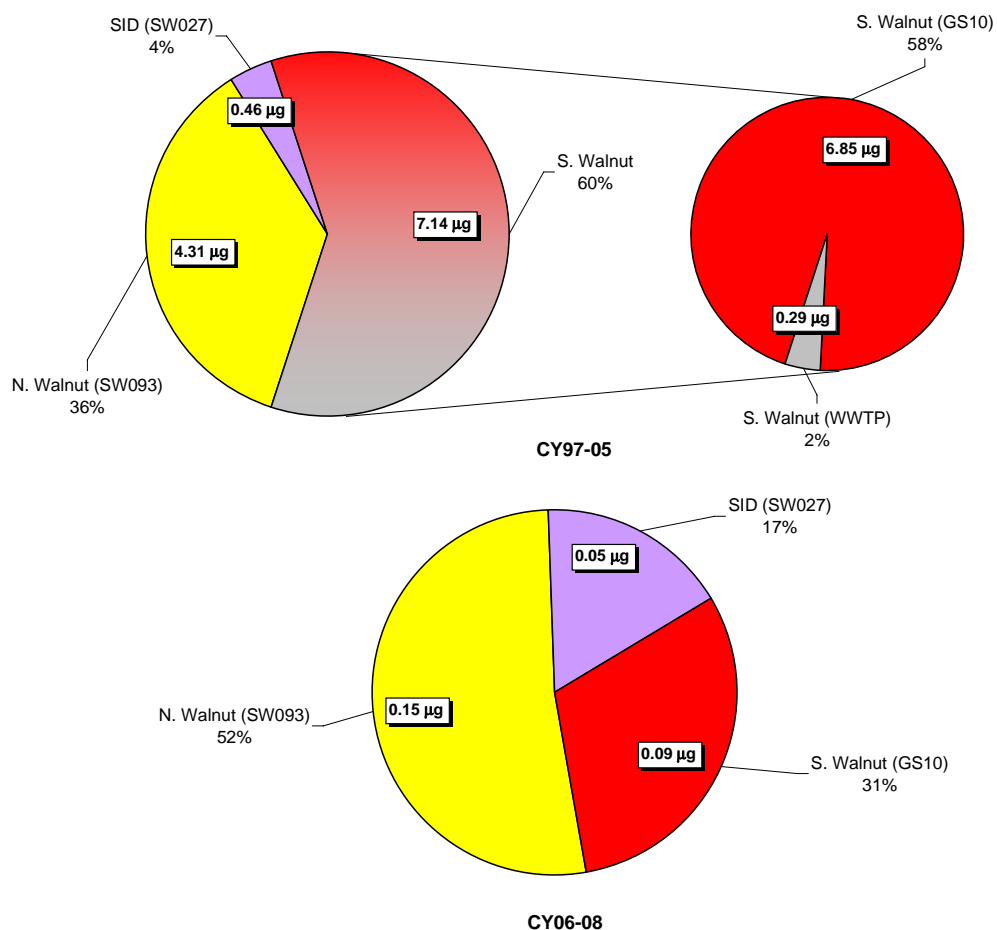 SID (SW027)
4%
0.46 µg
S. Walnut
60%
7.14 µg
4.31 µg
N. Walnut (SW093)
36%
S. Walnut (GS10)
58%
6.85 µg
0.29 µg
S. Walnut (WWTP)
2%
CY97-05
SID (SW027)
17%
0.05 µg
N. Walnut (SW093)
52%
0.15 µg
0.09 µg
S. Walnut (GS10)
31%
CY06-08